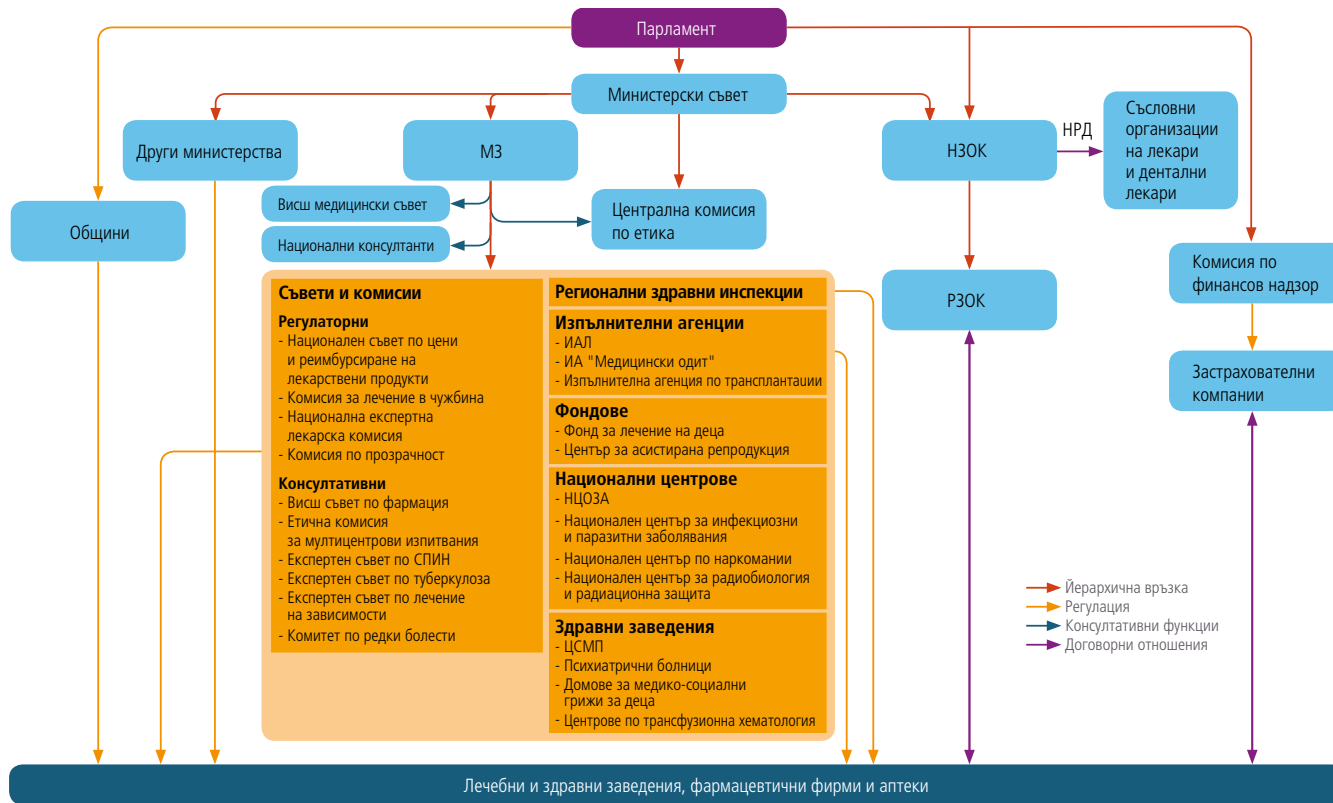 Парламент
Министерски съвет
Други министерства
МЗ
НЗОК
НРД
Съсловни
организации
на лекари
и дентални
лекари
Общини
Висш медицински съвет
Национални консултанти
Централна комисия
по етика
Комисия по
финансов надзор
РЗОК
Застрахователни
компании
Съвети и комисии
Регулаторни
- Национален съвет по цени
и реимбурсиране на
лекарствени продукти
- Комисия за лечение в чужбина
- Национална експертна
лекарска комисия
- Комисия по прозрачност
Консултативни
- Висш съвет по фармация
- Етична комисия
за мултицентрови изпитвания
- Експертен съвет по СПИН
- Експертен съвет по туберкулоза
- Експертен съвет по лечение
на зависимости
- Комитет по редки болести
Регионални здравни инспекции
Изпълнителни агенции
- ИАЛ
- ИА "Медицински одит"
- Изпълнителна агенция по трансплантации
Фондове
- Фонд за лечение на деца
- Център за асистирана репродукция
Национални центрове
- НЦОЗА
- Национален център за инфекциозни
и паразитни заболявания
- Национален център по наркомании
- Национален център за радиобиология
и радиационна защита
Здравни заведения
- ЦСМП
- Психиатрични болници
- Домове за медико-социални
грижи за деца
- Центрове по трансфузионна хематология
Йерархична връзка
Регулация
Консултативни функции
Договорни отношения
Лечебни и здравни заведения, фармацевтични фирми и аптеки